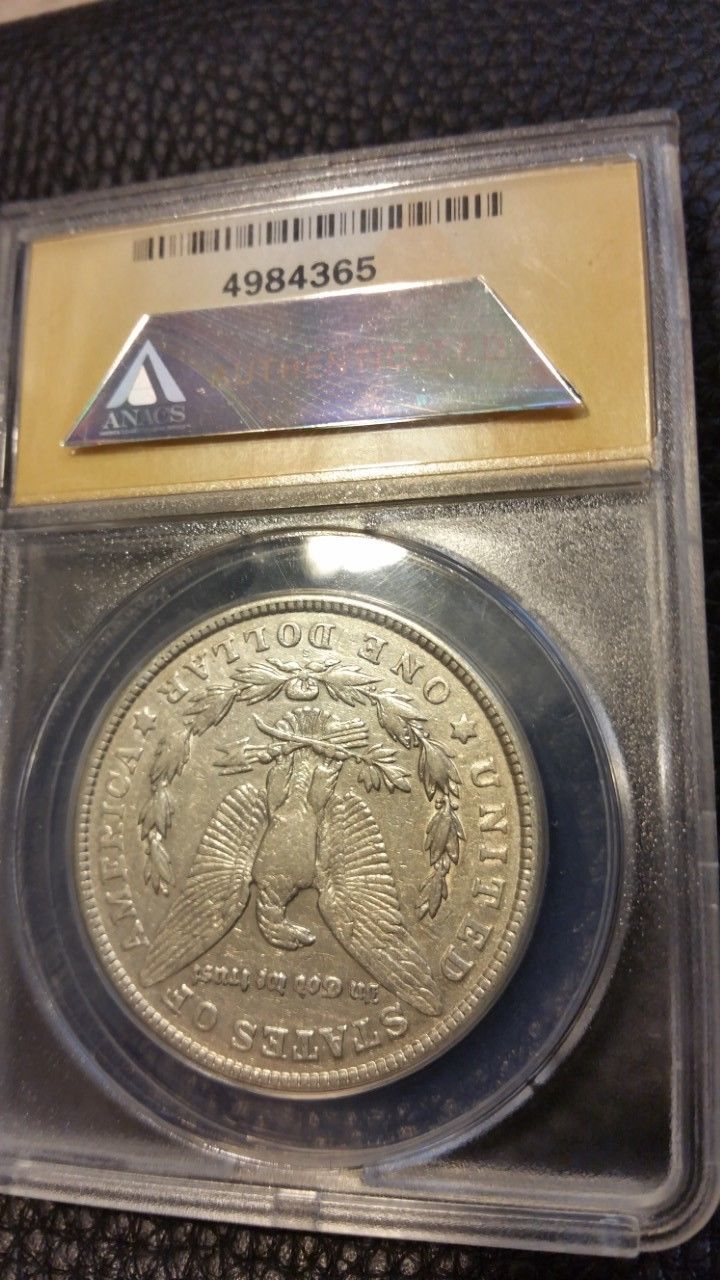 4984365
AUTHENTICATED
ANACS
UNITED STATES OF AMERICA
In God we trust
ONE DOLLAR